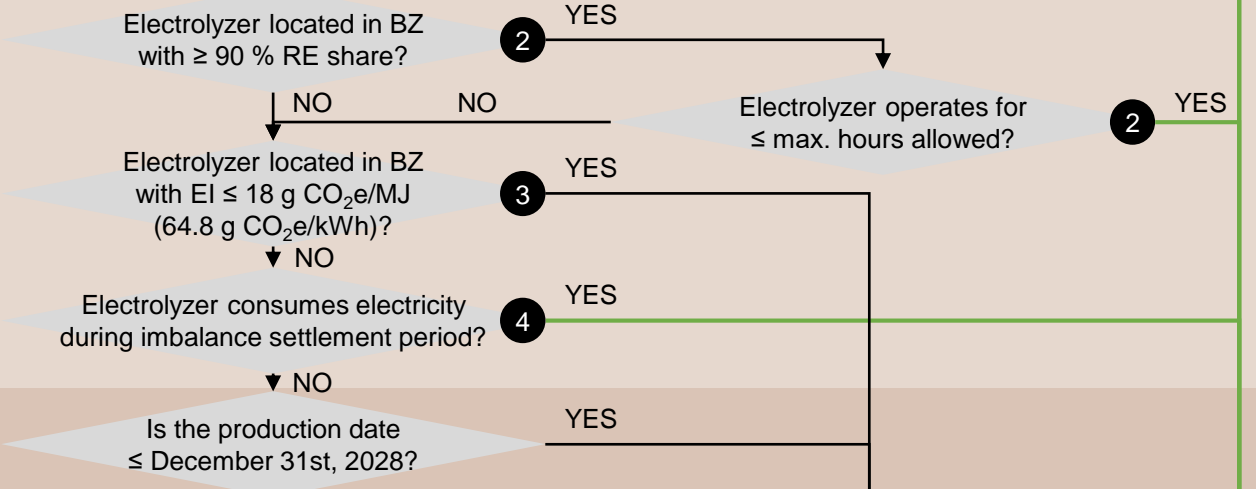 Electrolyzer located in BZ
with ≥ 90 % RE share?
2
YES
NO
NO
Electrolyzer operates for
≤ max. hours allowed?
2
YES
Electrolyzer located in BZ
with EI ≤ 18 g CO₂e/MJ
(64.8 g CO₂e/kWh)?
3
YES
NO
Electrolyzer consumes electricity
during imbalance settlement period?
4
YES
NO
Is the production date
≤ December 31st, 2028?
YES